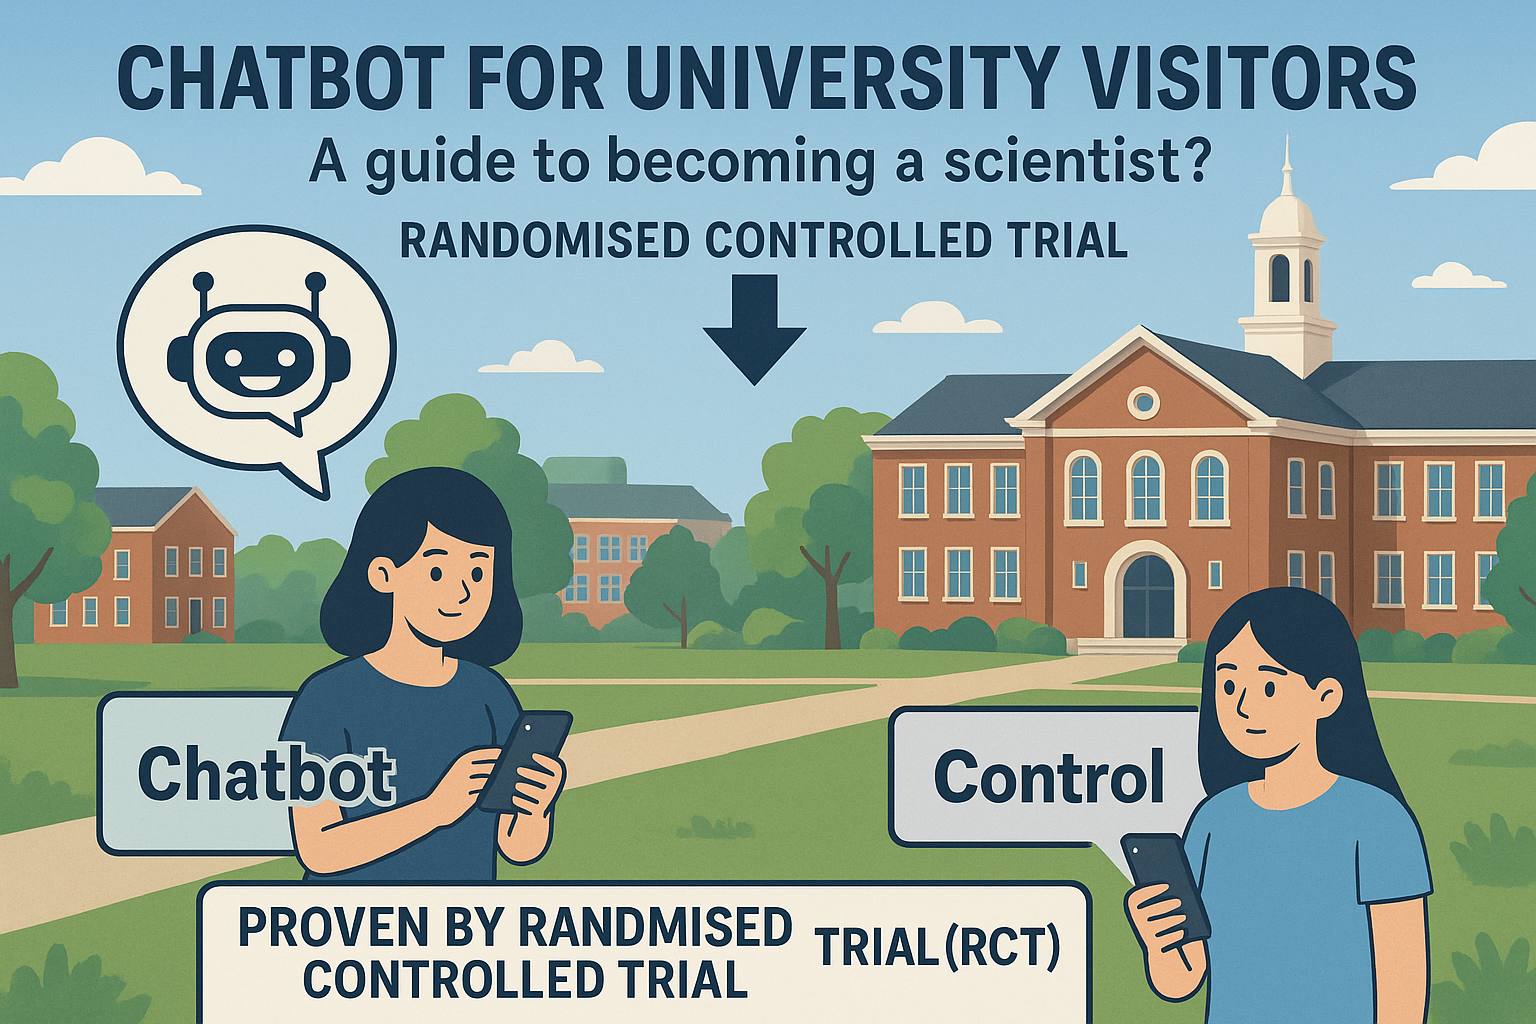 CHATBOT FOR UNIVERSITY VISITORS
A guide to becoming a scientist?
RANDOMISED CONTROLLED TRIAL
Chatbot
Control
PROVEN BY RANDMISED
CONTROLLED TRIAL
TRIAL(RCT)